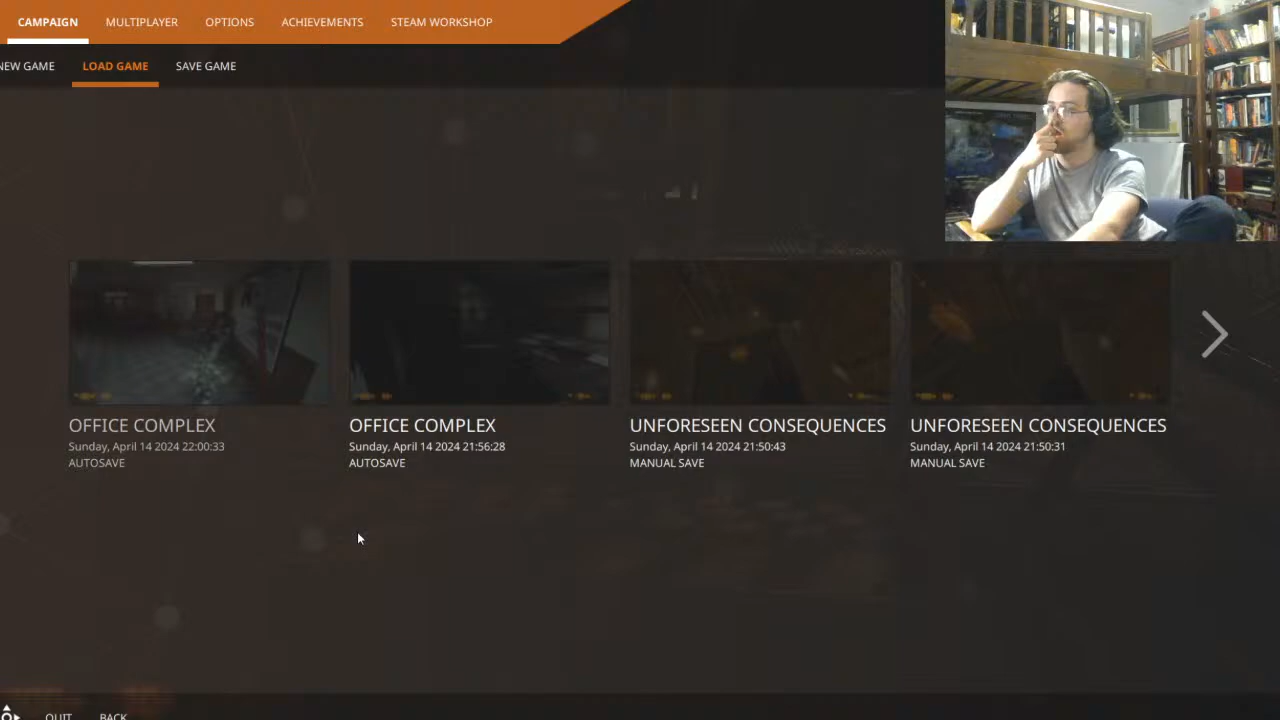 CAMPAIGN MULTIPLAYER OPTIONS ACHIEVEMENTS STEAM WORKSHOP
NEW GAME LOAD GAME SAVE GAME
OFFICE COMPLEX
Sunday, April 14 2024 22:00:33
AUTOSAVE
OFFICE COMPLEX
Sunday, April 14 2024 21:56:28
AUTOSAVE
UNFORESEEN CONSEQUENCES
Sunday, April 14 2024 21:50:43
MANUAL SAVE
UNFORESEEN CONSEQUENCES
Sunday, April 14 2024 21:50:31
MANUAL SAVE
QUIT BACK